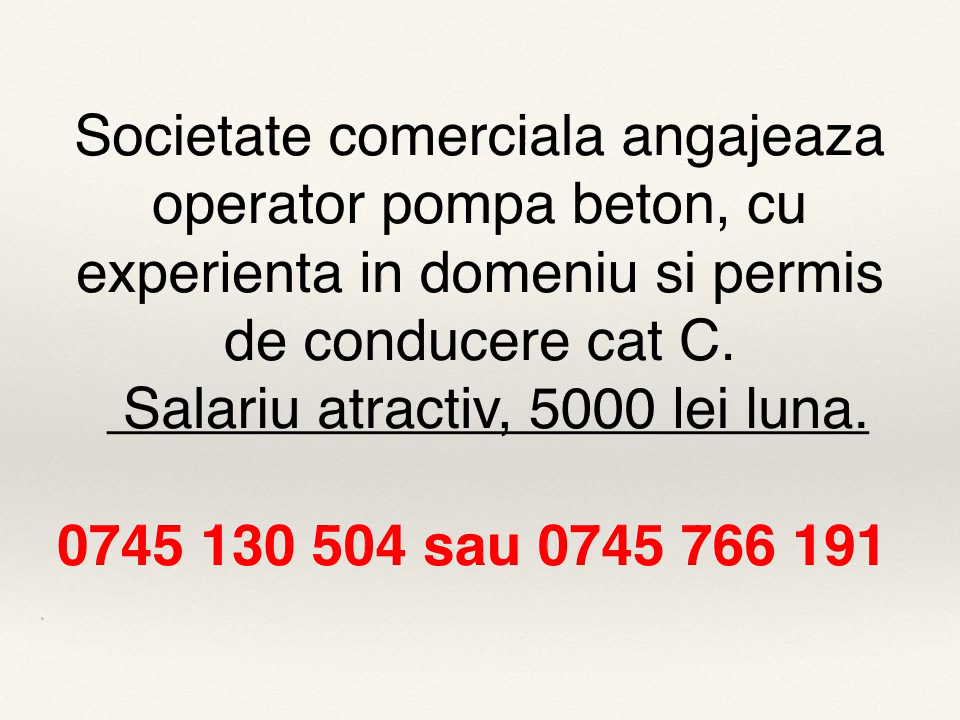 Societate comerciala angajeaza
operator pompa beton, cu
experienta in domeniu si permis
de conducere cat C.
Salariu atractiv, 5000 lei luna.
0745 130 504 sau 0745 766 191